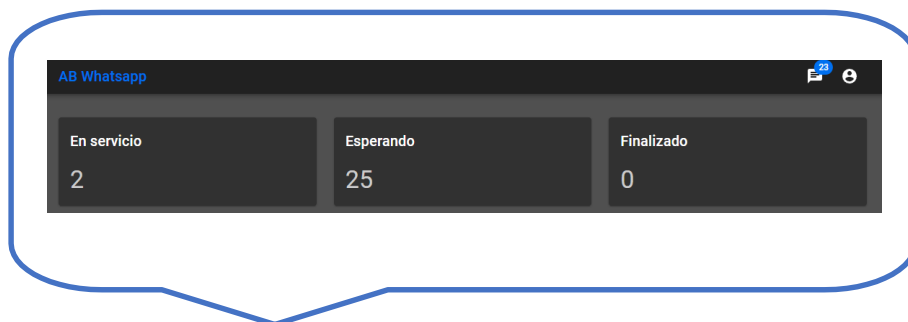 AB Whatsapp
23
En servicio
Esperando
Finalizado
2
25
0